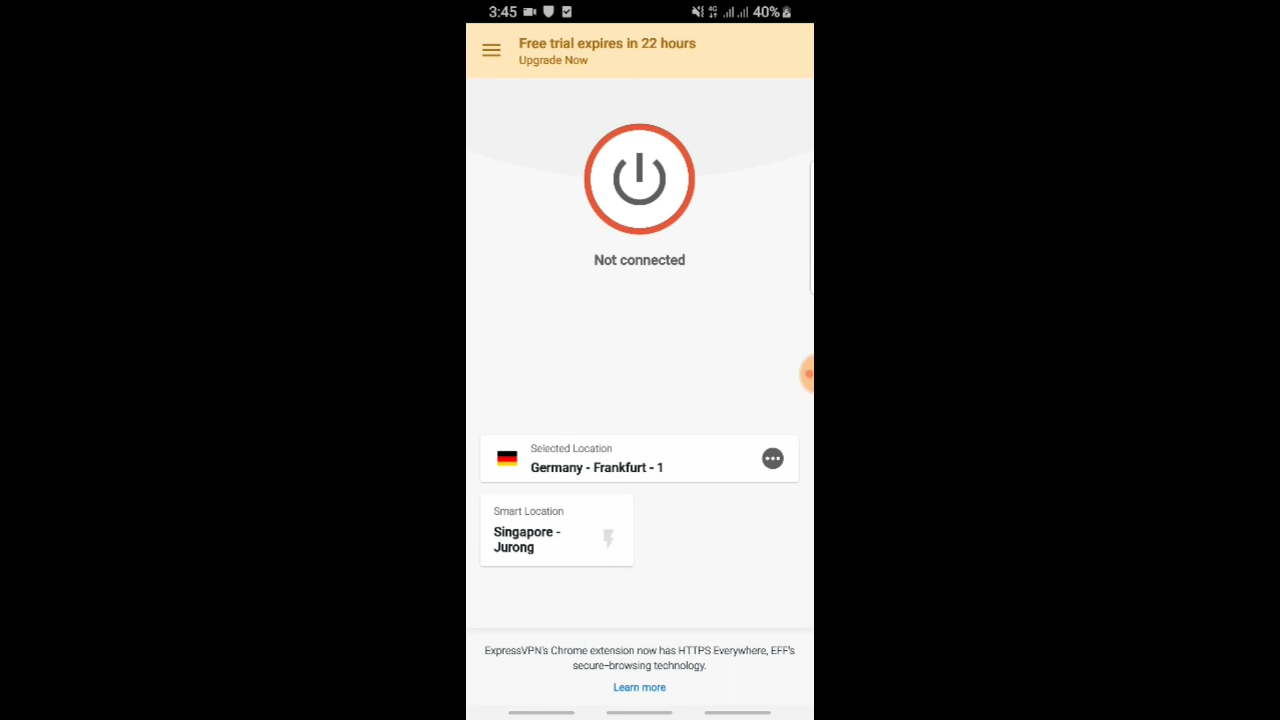 3:45
4G
40%
Free trial expires in 22 hours
Upgrade Now
Not connected
Selected Location
Germany - Frankfurt - 1
Smart Location
Singapore -
Jurong
ExpressVPN's Chrome extension now has HTTPS Everywhere, EFF's
secure-browsing technology.
Learn more